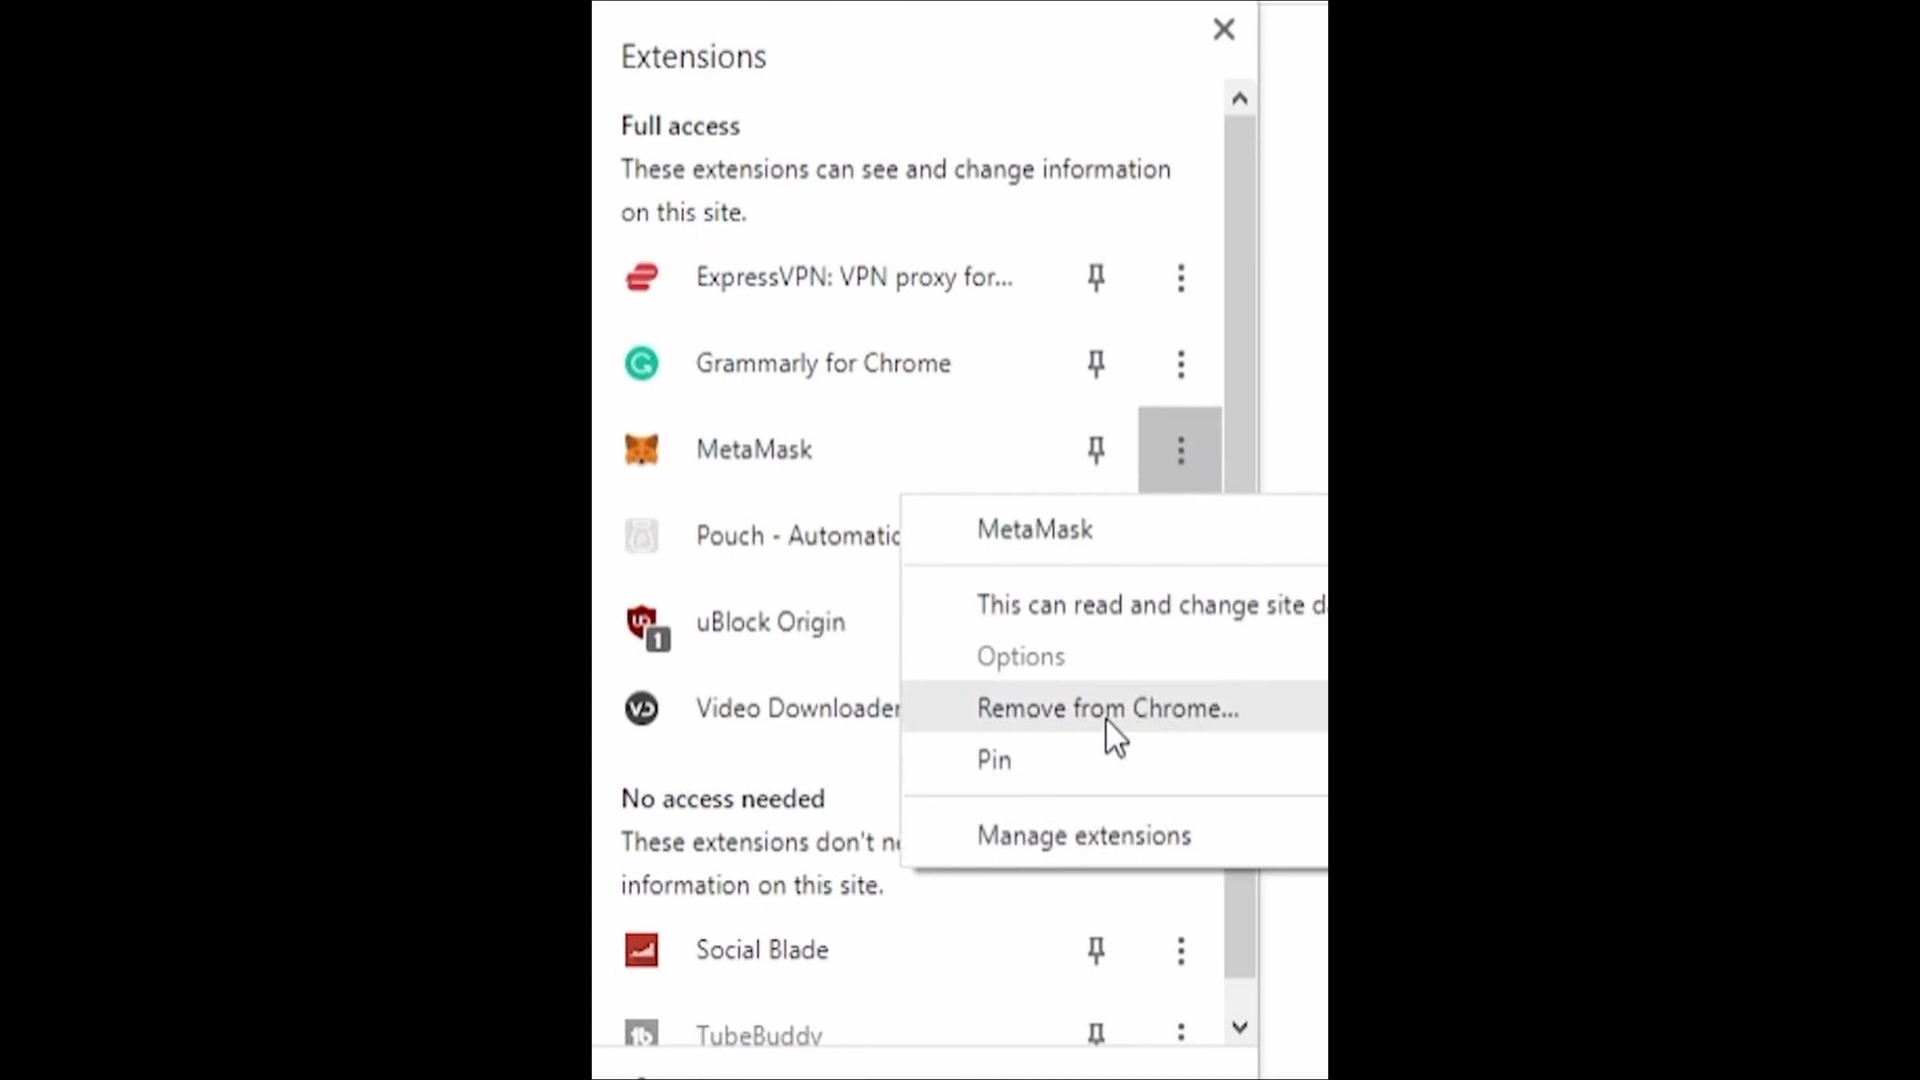 Extensions
Full access
These extensions can see and change information
on this site.
ExpressVPN: VPN proxy for...
Grammarly for Chrome
MetaMask
Pouch - Automatic
uBlock Origin
1
Video Downloader
MetaMask
This can read and change site
Options
Remove from Chrome...
Pin
Manage extensions
No access needed
These extensions don't
information on this site.
Social Blade
TubeBuddy